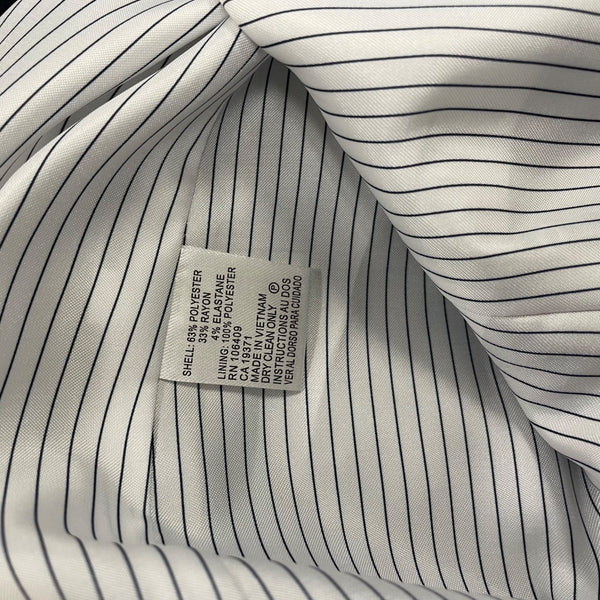 SHELL: 63% POLYESTER
33% RAYON
4% ELASTANE
LINING: 100% POLYESTER
RN 106409
CA 19371
MADE IN VIETNAM
DRY CLEAN ONLY Ⓟ
INSTRUCTIONS AU DOS
VER AL DORSO PARA CUIDADO